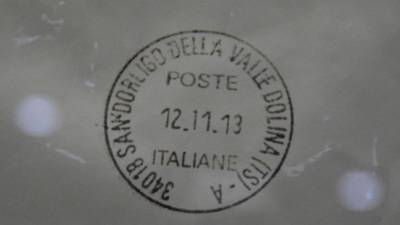 34018 SAN DORLIGO DELLA VALLE DOLINA (TS) - A
POSTE
12.11.13
ITALIANE